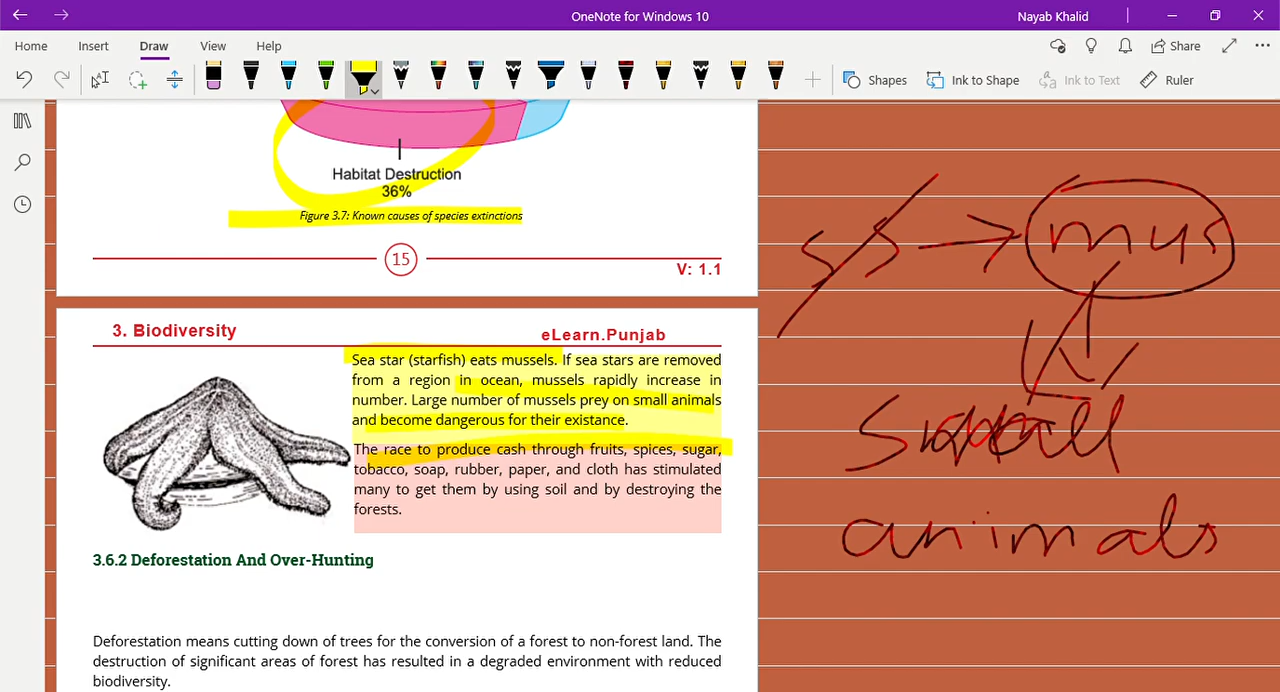 OneNote for Windows 10
Nayab Khalid
Home Insert Draw View Help
Share
Shapes Ink to Shape Ink to Text Ruler
Habitat Destruction
36%
Figure 3.7: Known causes of species extinctions
15
V: 1.1
3. Biodiversity
eLearn.Punjab
Sea star (starfish) eats mussels. If sea stars are removed
from a region in ocean, mussels rapidly increase in
number. Large number of mussels prey on small animals
and become dangerous for their existance.
The race to produce cash through fruits, spices, sugar,
tobacco, soap, rubber, paper, and cloth has stimulated
many to get them by using soil and by destroying the
forests.
3.6.2 Deforestation And Over-Hunting
Deforestation means cutting down of trees for the conversion of a forest to non-forest land. The
destruction of significant areas of forest has resulted in a degraded environment with reduced
biodiversity.
ss → mus
small
animals